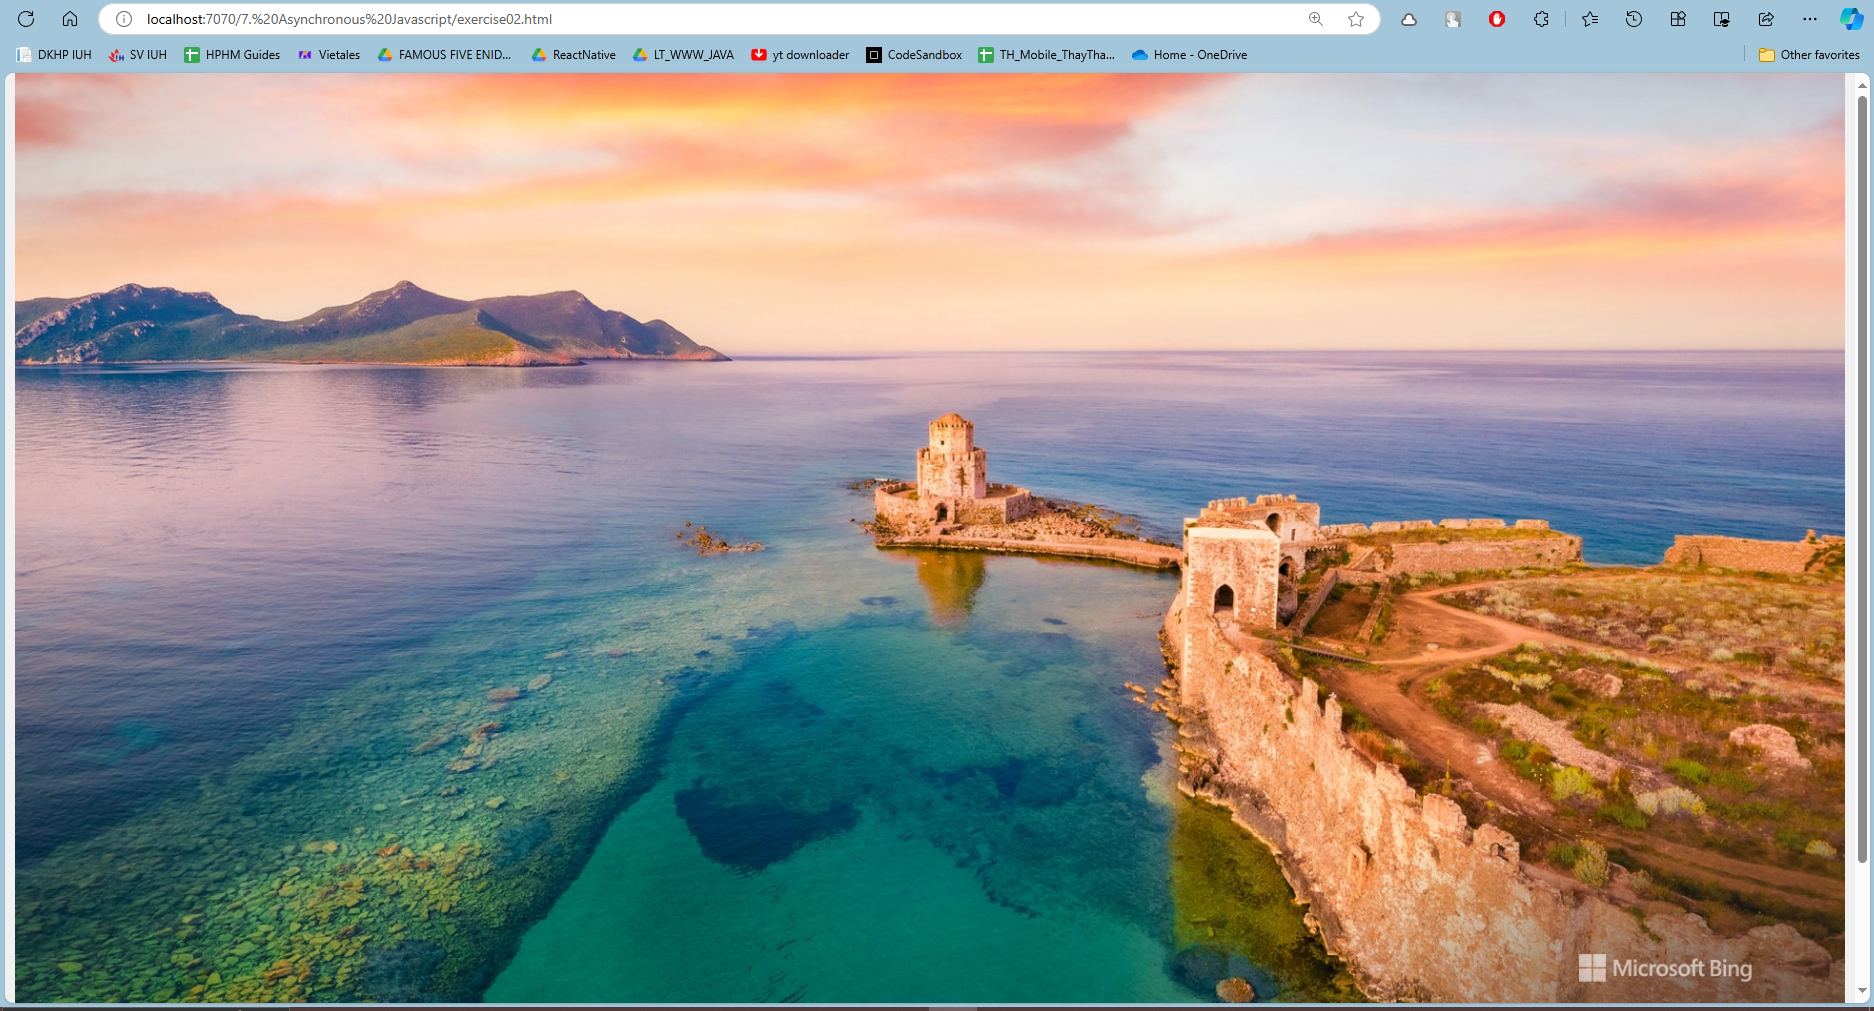 localhost:7070/7.%20Asynchronous%20Javascript/exercise02.html
DKHP IUH SV IUH HPHM Guides Vietales FAMOUS FIVE ENID... ReactNative LT_WWW_JAVA yt downloader CodeSandbox TH_Mobile_ThayTha... Home - OneDrive Other favorites
Microsoft Bing